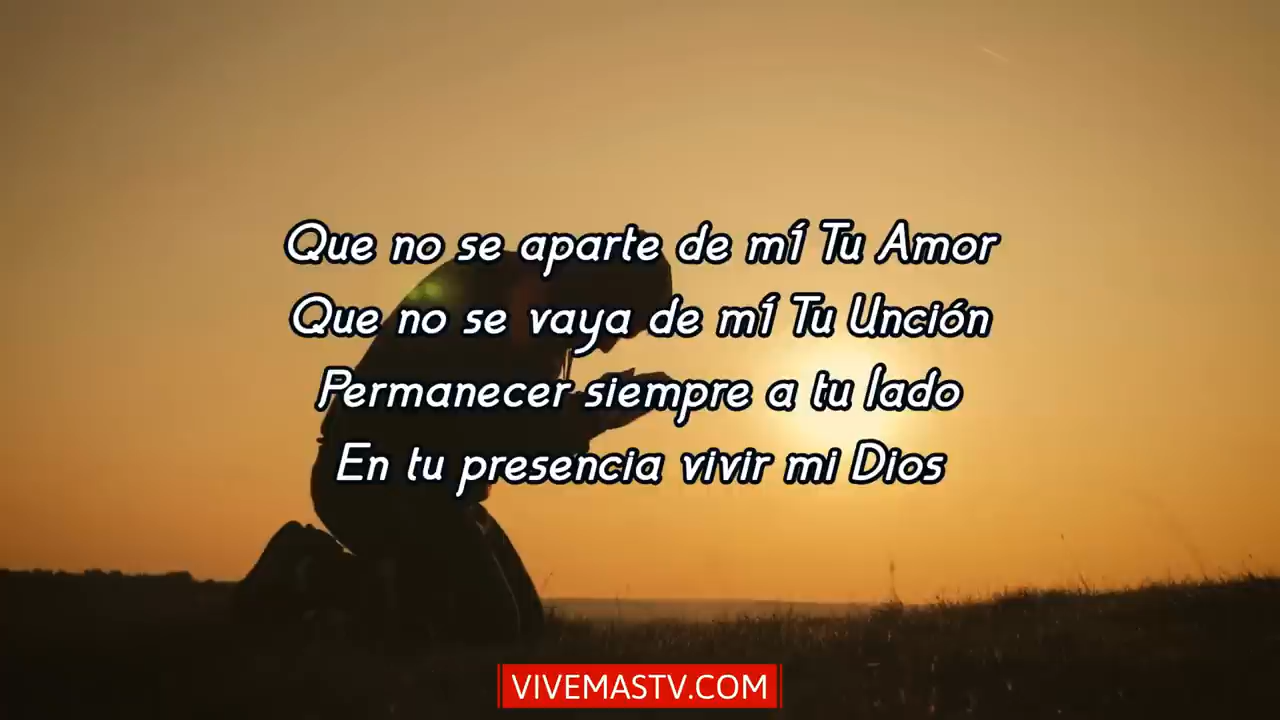 Que no se aparte de mí Tu Amor
Que no se vaya de mí Tu Unción
Permanecer siempre a tu lado
En tu presencia vivir mi Dios
VIVEMASTV.COM